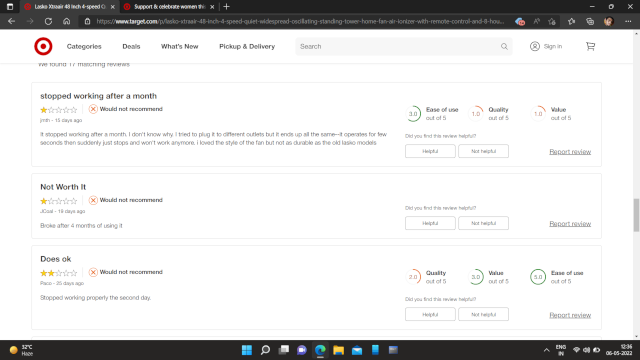 Lasko Xtraair 48 Inch 4-speed C
Support & celebrate women thi
https://www.target.com/p/lasko-xtraair-48-inch-4-speed-quiet-widespread-oscillating-standing-tower-home-fan-air-ionizer-with-remote-control-and-8-hou...
Categories Deals What's New Pickup & Delivery Search Sign in
We found 17 matching reviews
stopped working after a month
Would not recommend
jmth - 15 days ago
It stopped working after a month. I don't know why. I tried to plug it to different outlets but it ends up all the same—it operates for few
seconds then suddenly just stops and won't work anymore. i loved the style of the fan but not as durable as the old lasko models
3.0 Ease of use out of 5
1.0 Quality out of 5
1.0 Value out of 5
Did you find this review helpful?
Helpful Not helpful Report review
Not Worth It
Would not recommend
JCoal - 19 days ago
Broke after 4 months of using it
Did you find this review helpful?
Helpful Not helpful Report review
Does ok
Would not recommend
Paco - 25 days ago
Stopped working properly the second day.
2.0 Quality out of 5
3.0 Value out of 5
5.0 Ease of use out of 5
Did you find this review helpful?
Helpful Not helpful Report review
32°C
Haze
ENG
IN
12:36
06-05-2022